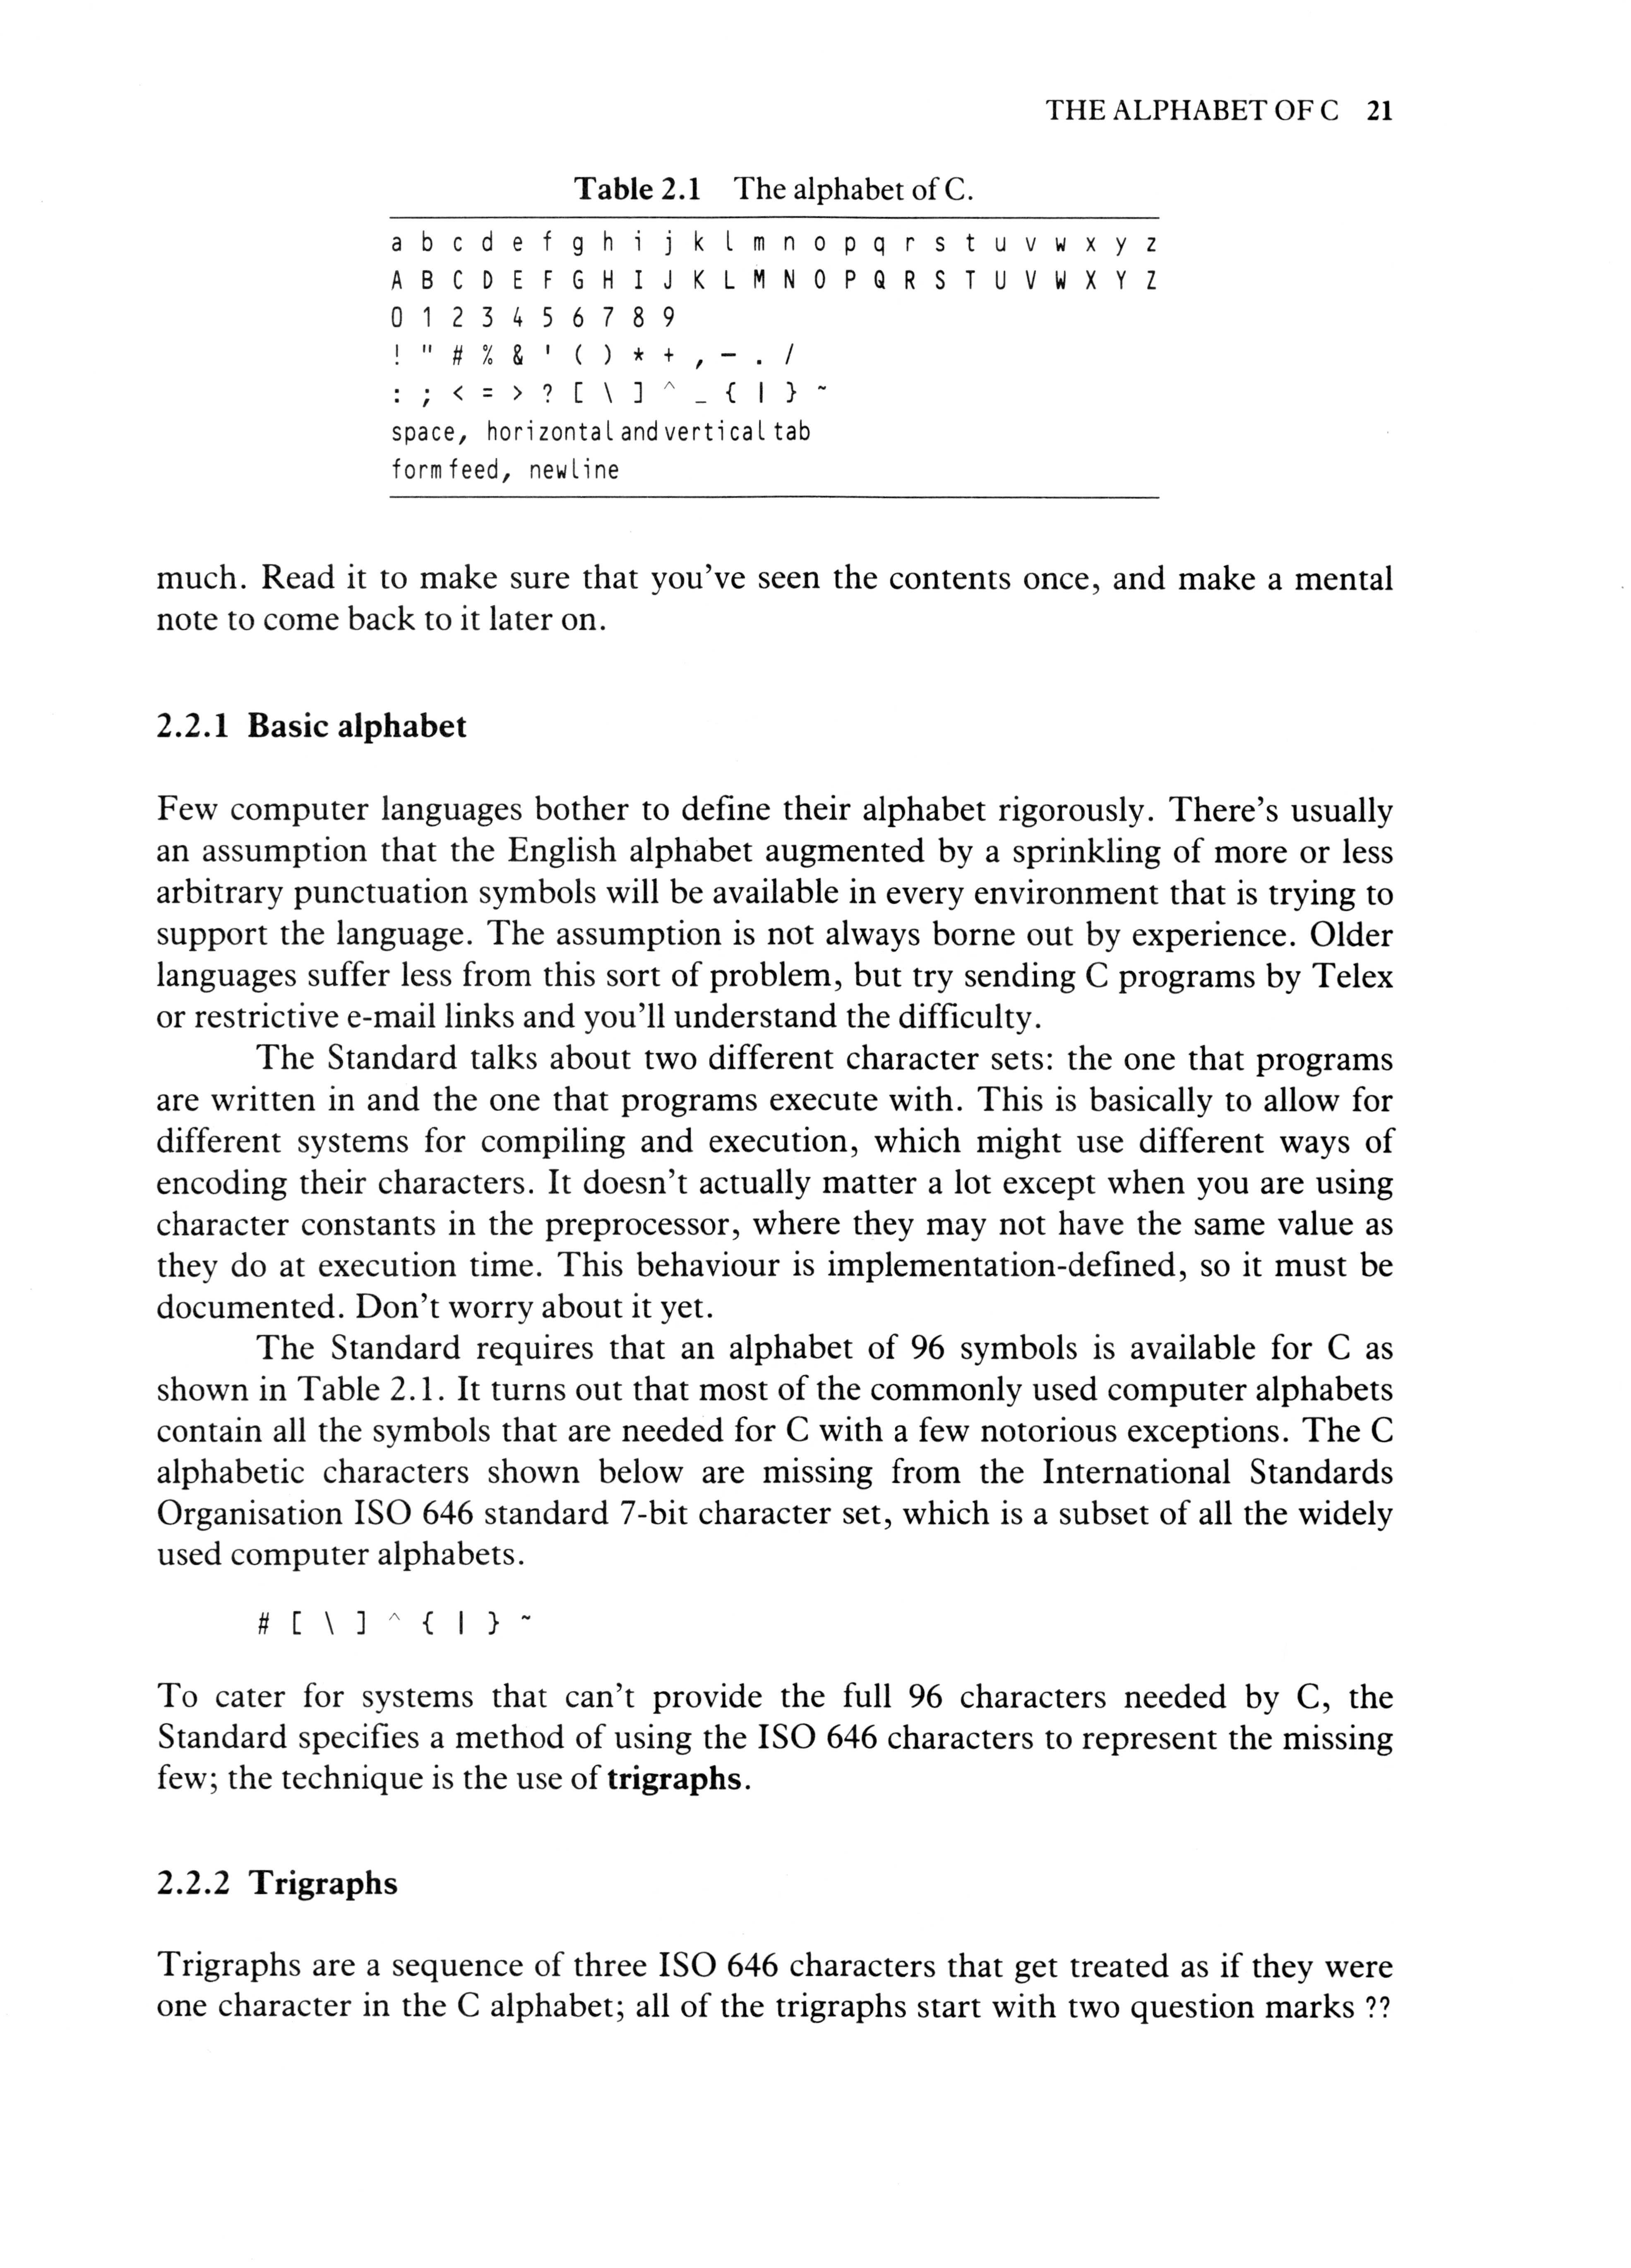 THE ALPHABET OF C 21
Table 2.1 The alphabet of C.
a b c d e f g h i j k l m n o p q r s t u v w x y z
A B C D E F G H I J K L M N O P Q R S T U V W X Y Z
0 1 2 3 4 5 6 7 8 9
! " # % & ' ( ) * + , - . /
: ; < = > ? [ \ ] ^ _ { | } ~
space, horizontal and vertical tab
form feed, newline
much. Read it to make sure that you've seen the contents once, and make a mental
note to come back to it later on.
2.2.1 Basic alphabet
Few computer languages bother to define their alphabet rigorously. There's usually
an assumption that the English alphabet augmented by a sprinkling of more or less
arbitrary punctuation symbols will be available in every environment that is trying to
support the language. The assumption is not always borne out by experience. Older
languages suffer less from this sort of problem, but try sending C programs by Telex
or restrictive e-mail links and you'll understand the difficulty.
The Standard talks about two different character sets: the one that programs
are written in and the one that programs execute with. This is basically to allow for
different systems for compiling and execution, which might use different ways of
encoding their characters. It doesn't actually matter a lot except when you are using
character constants in the preprocessor, where they may not have the same value as
they do at execution time. This behaviour is implementation-defined, so it must be
documented. Don't worry about it yet.
The Standard requires that an alphabet of 96 symbols is available for C as
shown in Table 2.1. It turns out that most of the commonly used computer alphabets
contain all the symbols that are needed for C with a few notorious exceptions. The C
alphabetic characters shown below are missing from the International Standards
Organisation ISO 646 standard 7-bit character set, which is a subset of all the widely
used computer alphabets.
# [ \ ] ^ { | } ~
To cater for systems that can't provide the full 96 characters needed by C, the
Standard specifies a method of using the ISO 646 characters to represent the missing
few; the technique is the use of trigraphs.
2.2.2 Trigraphs
Trigraphs are a sequence of three ISO 646 characters that get treated as if they were
one character in the C alphabet; all of the trigraphs start with two question marks ??